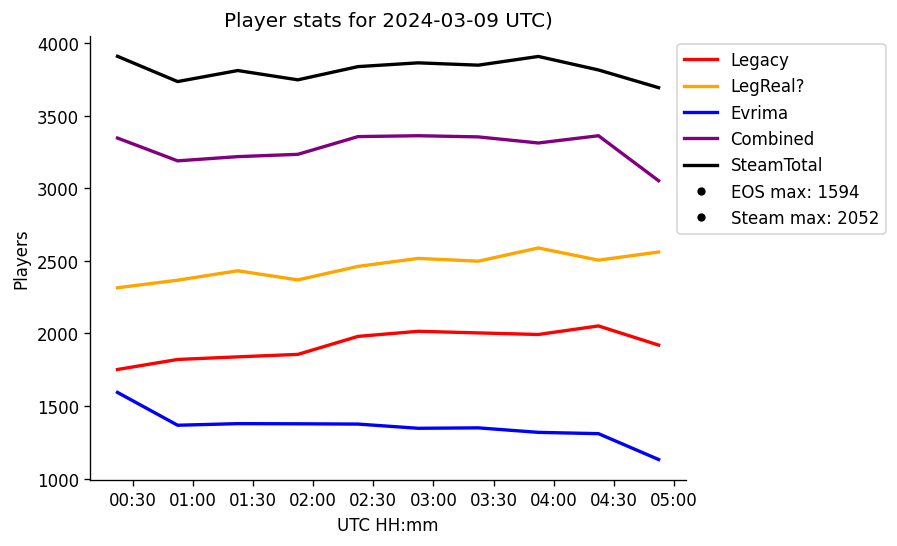 Player stats for 2024-03-09 UTC)
4000
3500
3000
2500
2000
1500
1000
Players
00:30 01:00 01:30 02:00 02:30 03:00 03:30 04:00 04:30 05:00
UTC HH:mm
Legacy
LegReal?
Evrima
Combined
SteamTotal
EOS max: 1594
Steam max: 2052